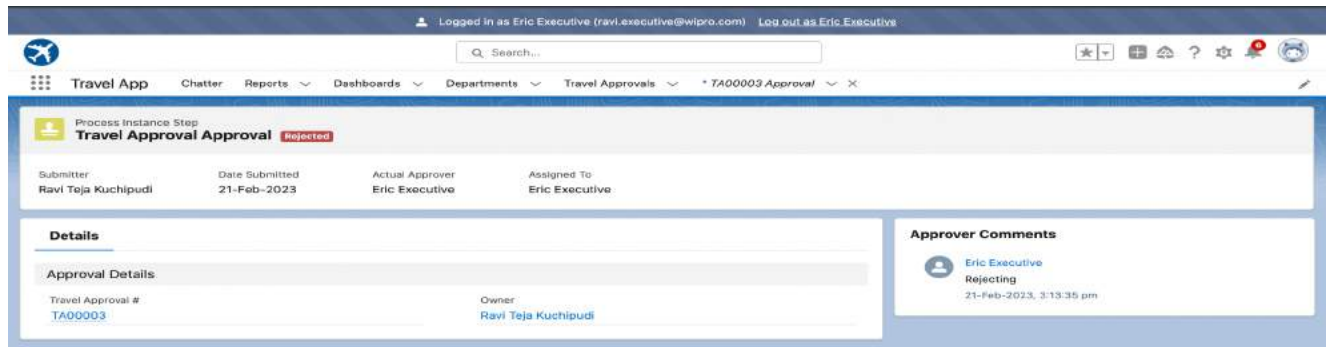 Logged in as Eric Executive (ravi.executive@wipro.com) Log out as Eric Executive
Search...
Travel App Chatter Reports Dashboards Departments Travel Approvals * TA00003 Approval
Process Instance Step
Travel Approval Approval Rejected
Submitter Date Submitted Actual Approver Assigned To
Ravi Teja Kuchipudi 21-Feb-2023 Eric Executive Eric Executive
Details
Approval Details
Travel Approval # Owner
TA00003 Ravi Teja Kuchipudi
Approver Comments
Eric Executive
Rejecting
21-Feb-2023, 3:13:35 pm